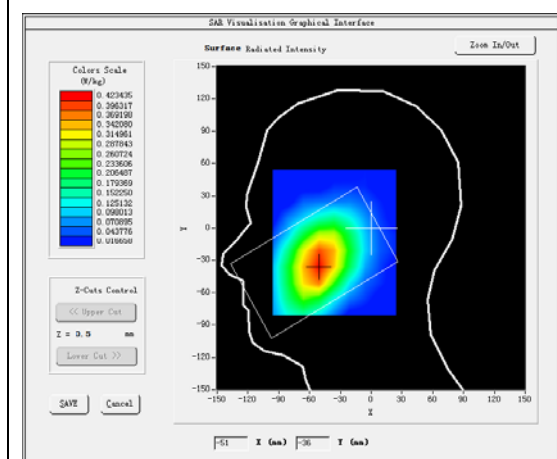 SAR Visualisation Graphical Interface
Surface Radiated Intensity
Zoom In/Out
Colors Scale
(W/kg)
0.423435
0.396317
0.369198
0.342080
0.314961
0.287843
0.260724
0.233606
0.206487
0.179369
0.152250
0.125132
0.098013
0.070895
0.043776
0.016658
150
120
90
60
30
0
-30
-60
-90
-120
-150
Y
-150 -120 -90 -60 -30 0 30 60 90 120 150
X
Z-Cuts Control
<< Upper Cut
Z = 3.5 mm
Lower Cut >>
SAVE Cancel
-51 X (mm) -36 Y (mm)